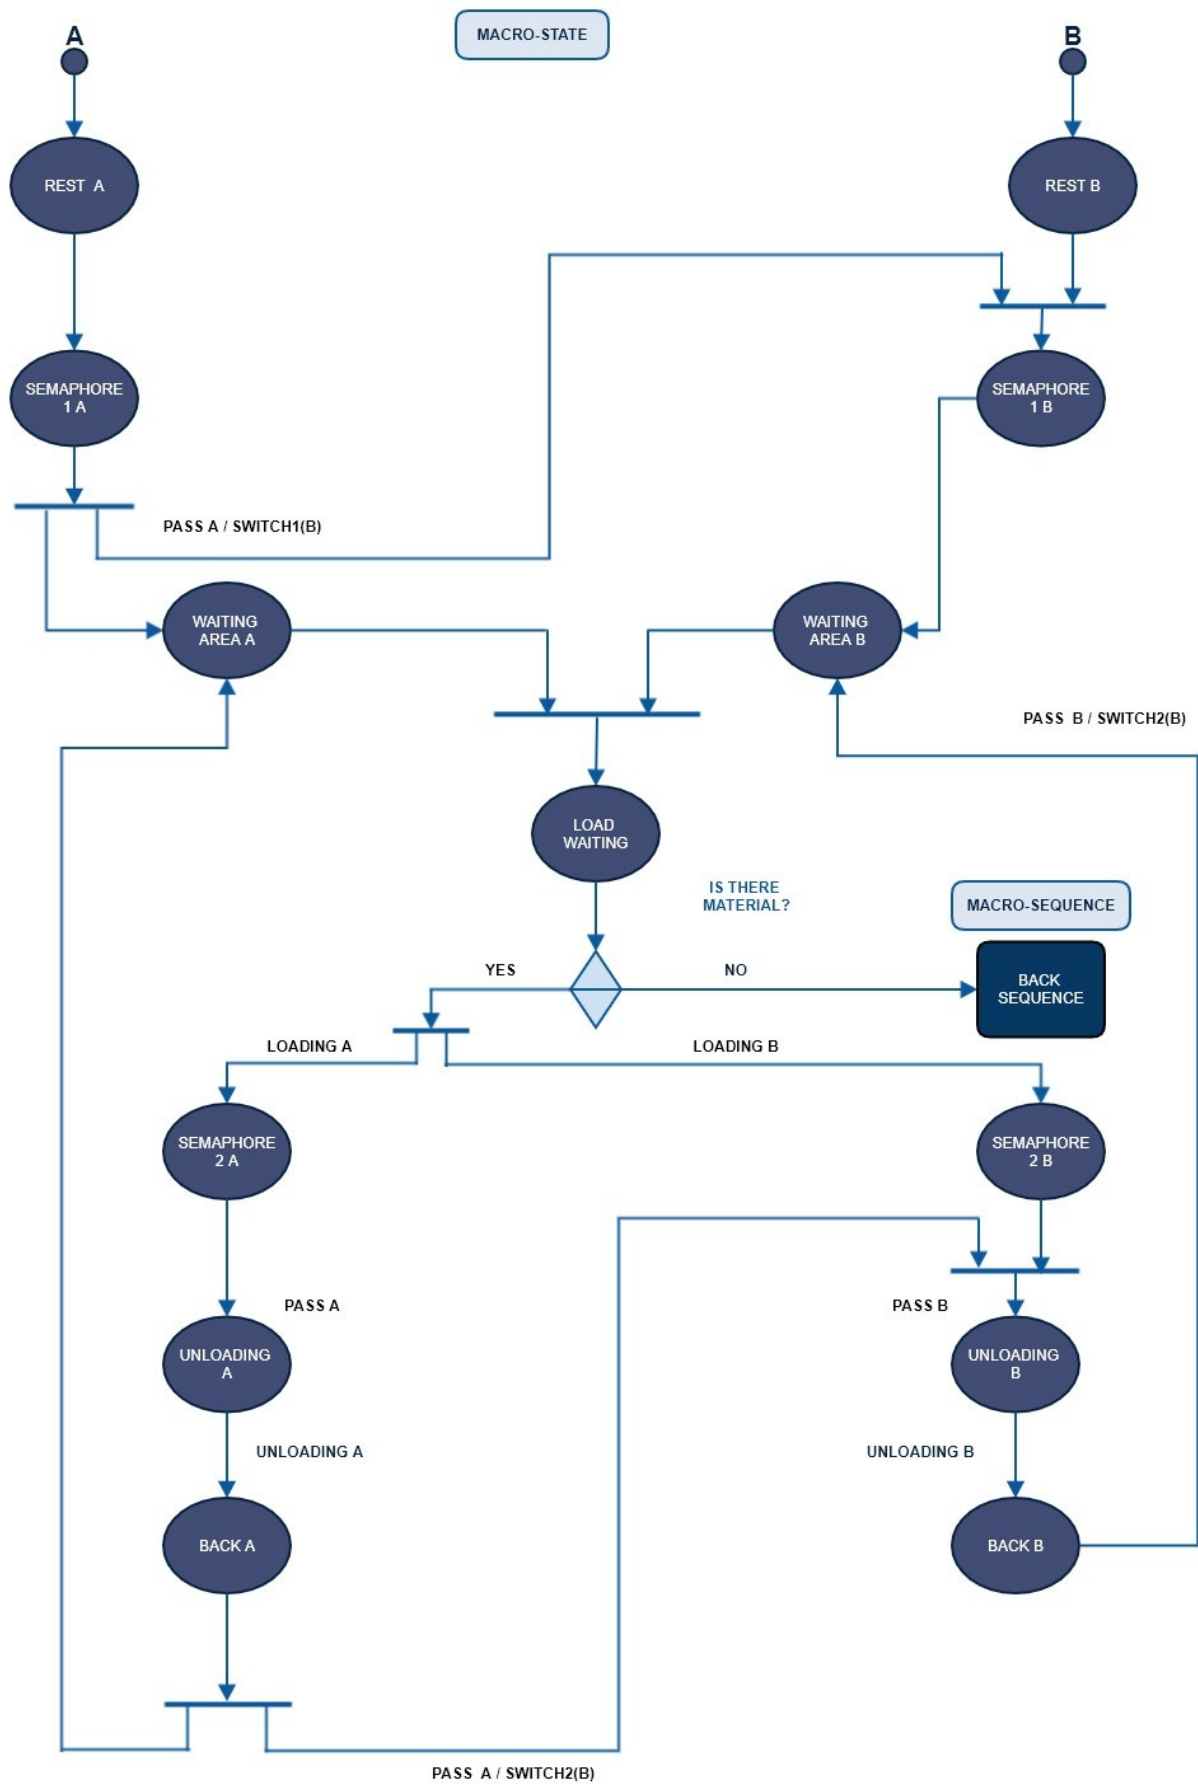 A
MACRO-STATE
B
REST A
REST B
SEMAPHORE
1 A
SEMAPHORE
1 B
PASS A / SWITCH1(B)
WAITING
AREA A
WAITING
AREA B
PASS B / SWITCH2(B)
LOAD
WAITING
IS THERE
MATERIAL?
MACRO-SEQUENCE
YES
NO
BACK
SEQUENCE
LOADING A
LOADING B
SEMAPHORE
2 A
SEMAPHORE
2 B
PASS A
PASS B
UNLOADING
A
UNLOADING
B
UNLOADING A
UNLOADING B
BACK A
BACK B
PASS A / SWITCH2(B)